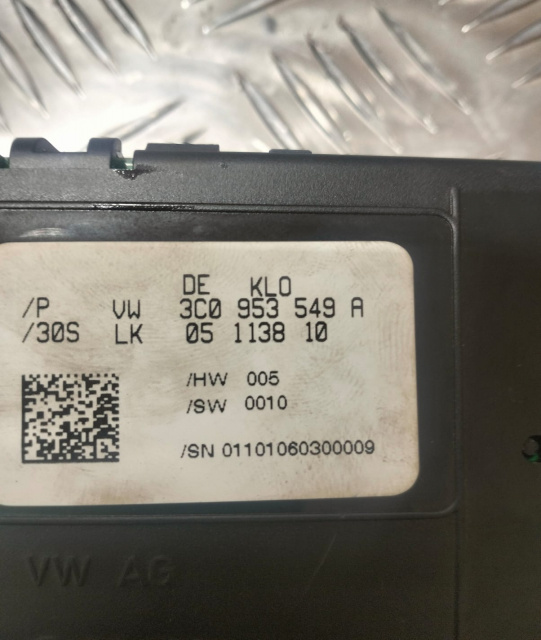 DE KLO
/P VW 3C0 953 549 A
/30S LK 05 1138 10
/HW 005
/SW 0010
/SN 01101060300009
VW AG